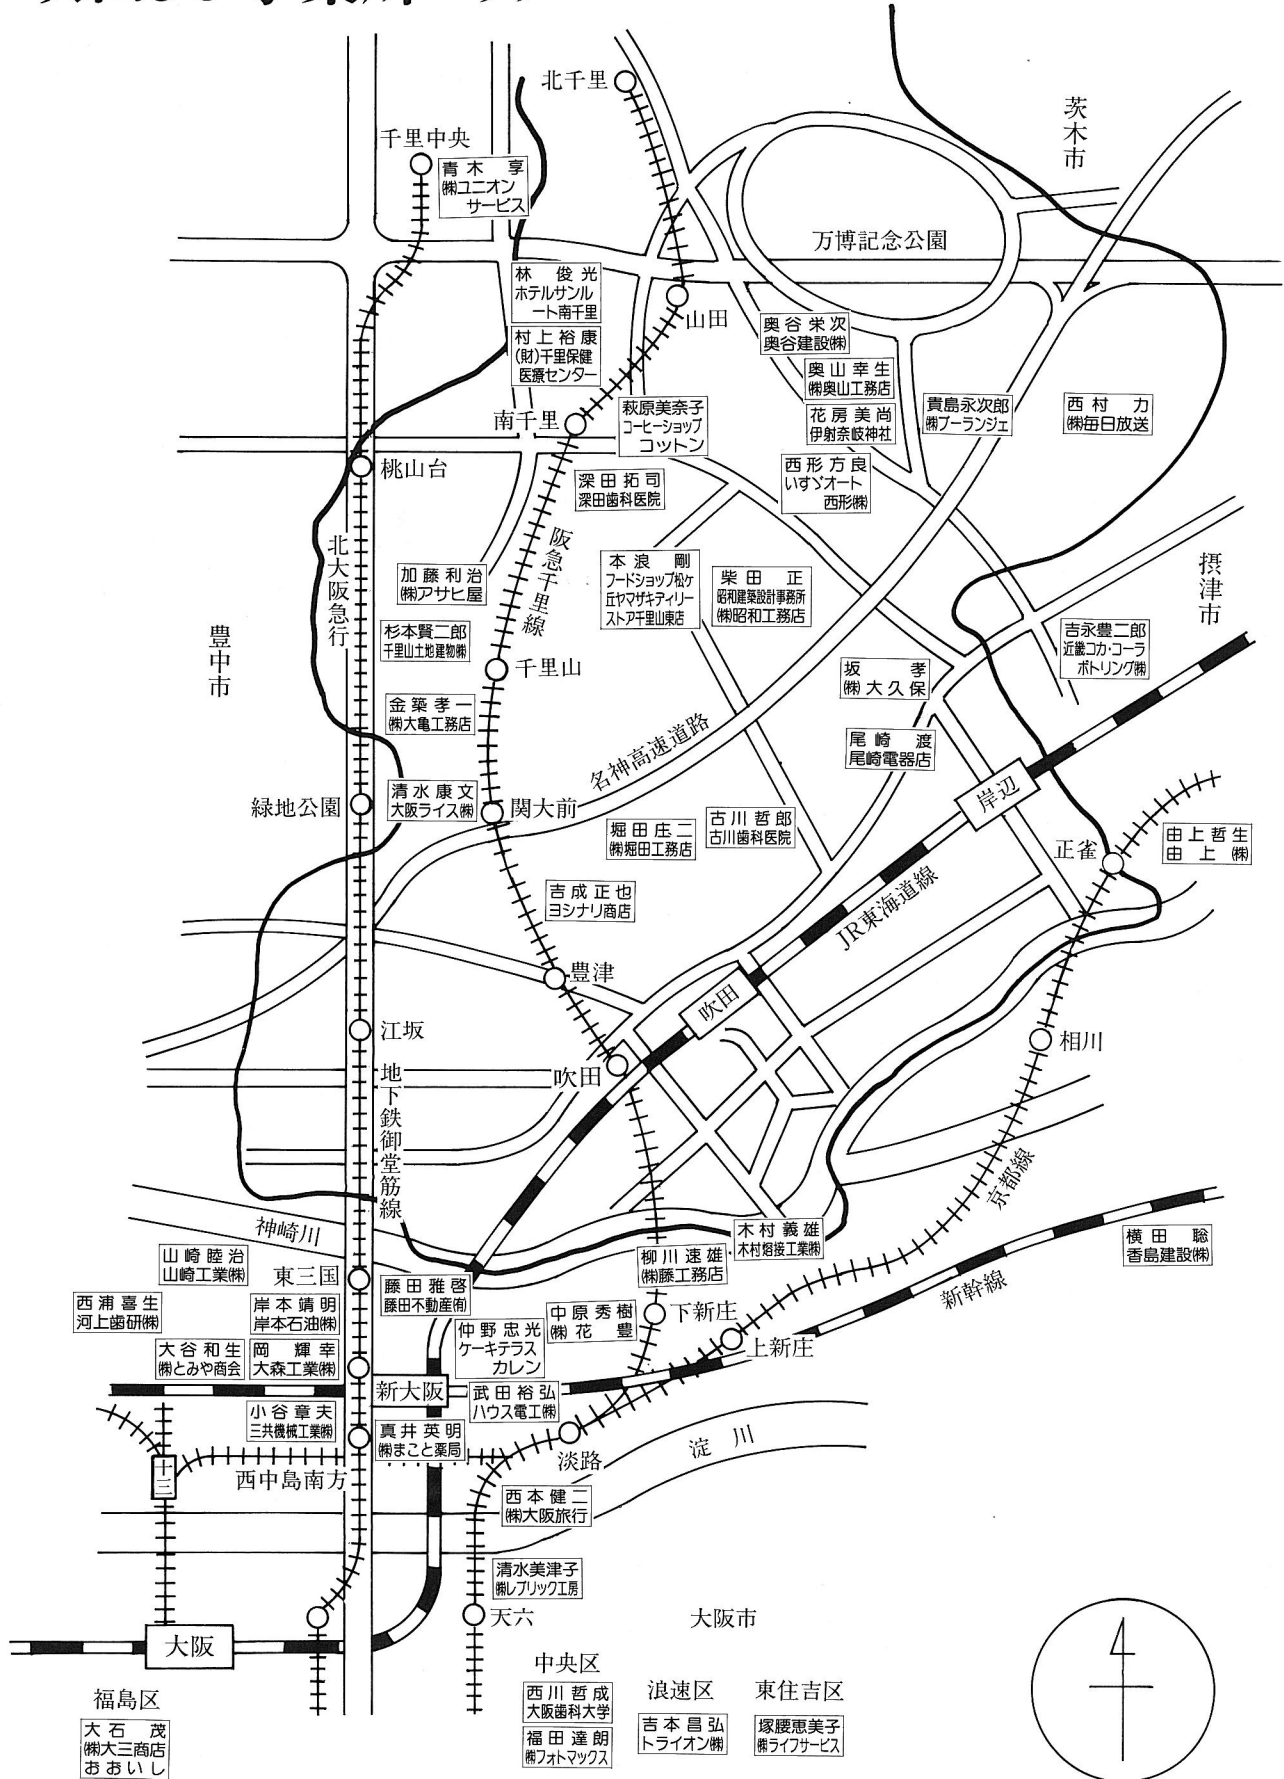 北千里
茨木市
千里中央
青木 享
㈱ユニオン
サービス
万博記念公園
林 俊光
ホテルサンル
ート南千里
山田
村上裕康
(財)千里保健
医療センター
奥谷栄次
奥谷建設㈱
奥山幸生
㈱奥山工務店
南千里
萩原美奈子
コーヒーショップ
コットン
花房美尚
伊射奈岐神社
貴島永次郎
㈱ブーランジェ
西村 力
㈱毎日放送
桃山台
深田拓司
深田歯科医院
西形方良
いすゞオート
西形㈱
北大阪急行
阪急千里線
加藤利治
㈱アサヒ屋
本浪 剛
フードショップ松ケ
丘ヤマザキデイリー
ストア千里山東店
柴田 正
昭和建築設計事務所
㈱昭和工務店
摂津市
豊中市
杉本賢二郎
千里山土地建物㈱
千里山
吉永豊二郎
近畿コカ・コーラ
ボトリング㈱
坂 孝
㈱大久保
金築孝一
㈱大亀工務店
名神高速道路
尾崎 渡
尾崎電器店
緑地公園
清水康文
大阪ライス㈱
関大前
岸辺
堀田庄二
㈱堀田工務店
古川哲郎
古川歯科医院
正雀
由上哲生
由上㈱
吉成正也
ヨシナリ商店
JR東海道線
豊津
吹田
江坂
相川
吹田
地下鉄御堂筋線
京都線
神崎川
木村義雄
木村熔接工業㈱
横田 聡
香島建設㈱
山崎睦治
山崎工業㈱
東三国
藤田雅啓
藤田不動産㈲
柳川速雄
㈱藤工務店
新幹線
西浦喜生
河上歯研㈱
岸本靖明
岸本石油㈱
中原秀樹
㈱花豊
下新庄
大谷和生
㈱とみや商会
岡 輝幸
大森工業㈱
仲野忠光
ケーキテラス
カレン
上新庄
新大阪
武田裕弘
ハウス電工㈱
小谷章夫
三共機械工業㈱
真井英明
㈱まこと薬局
淀川
淡路
十三
西中島南方
西本健二
㈱大阪旅行
清水美津子
㈱レブリック工房
天六
大阪市
大阪
中央区
西川哲成
大阪歯科大学
福田達朗
㈱フォトマックス
浪速区
吉本昌弘
トライオン㈱
東住吉区
塚腰恵美子
㈱ライフサービス
福島区
大石 茂
㈱大三商店
おおいし